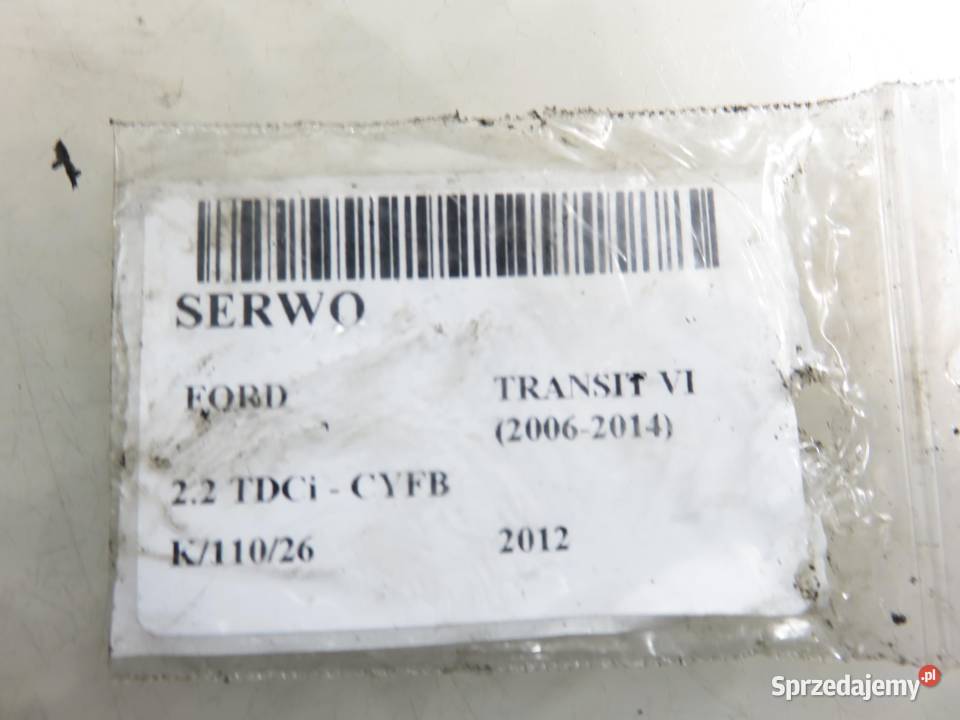 SERWO
FORD TRANSIT VI
(2006-2014)
2.2 TDCi - CYFB
K/110/26 2012
Sprzedajemy.pl